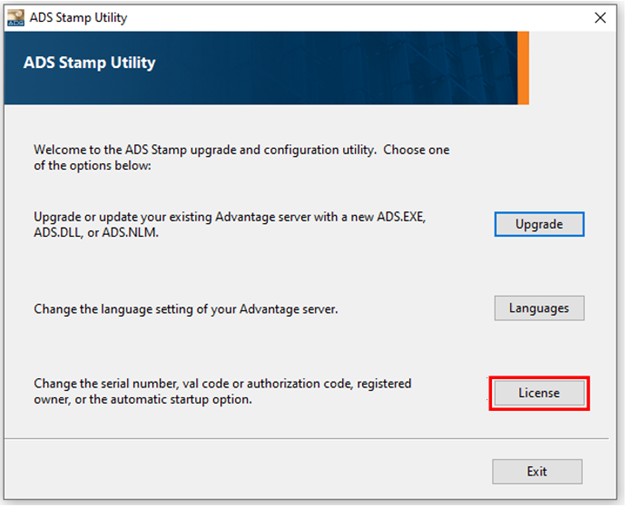 ADS Stamp Utility
ADS Stamp Utility
Welcome to the ADS Stamp upgrade and configuration utility.  Choose one
of the options below:
Upgrade or update your existing Advantage server with a new ADS.EXE,
ADS.DLL, or ADS.NLM.
Upgrade
Change the language setting of your Advantage server.
Languages
Change the serial number, val code or authorization code, registered
owner, or the automatic startup option.
License
Exit